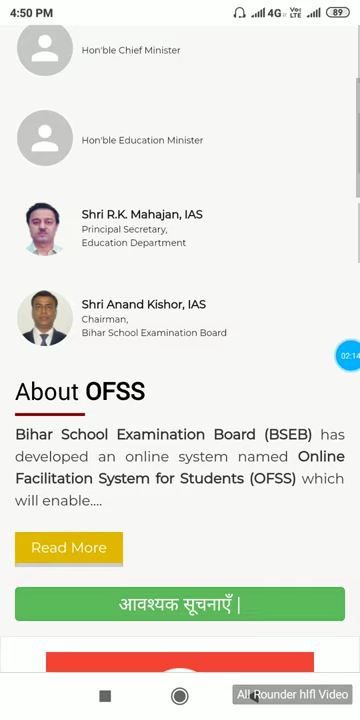 4:50 PM
4G
Vo
LTE
89
Hon'ble Chief Minister
Hon'ble Education Minister
Shri R.K. Mahajan, IAS
Principal Secretary,
Education Department
Shri Anand Kishor, IAS
Chairman,
Bihar School Examination Board
02:14
About OFSS
Bihar School Examination Board (BSEB) has
developed an online system named Online
Facilitation System for Students (OFSS) which
will enable....
Read More
आवश्यक सूचनाएँ |
All Rounder hlfl Video